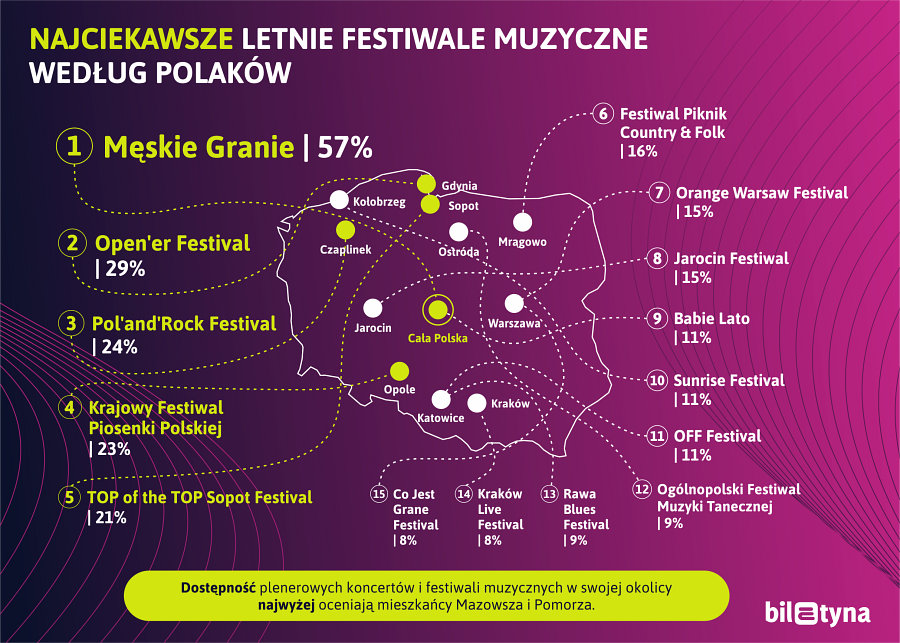 NAJCIEKAWSZE LETNIE FESTIWALE MUZYCZNE
WEDŁUG POLAKÓW
1 Męskie Granie | 57%
2 Open'er Festival
| 29%
3 Pol'and'Rock Festival
| 24%
4 Krajowy Festiwal
Piosenki Polskiej
| 23%
5 TOP of the TOP Sopot Festival
| 21%
Gdynia
Kołobrzeg
Sopot
Czaplinek
Ostróda
Mrągowo
Jarocin
Cała Polska
Warszawa
Opole
Katowice
Kraków
6 Festiwal Piknik
Country & Folk
| 16%
7 Orange Warsaw Festival
| 15%
8 Jarocin Festiwal
| 15%
9 Babie Lato
| 11%
10 Sunrise Festival
| 11%
11 OFF Festival
| 11%
12 Ogólnopolski Festiwal
Muzyki Tanecznej
| 9%
13 Rawa
Blues
Festival
| 9%
14 Kraków
Live
Festival
| 8%
15 Co Jest
Grane
Festival
| 8%
Dostępność plenerowych koncertów i festiwali muzycznych w swojej okolicy
najwyżej oceniają mieszkańcy Mazowsza i Pomorza.
biletyna